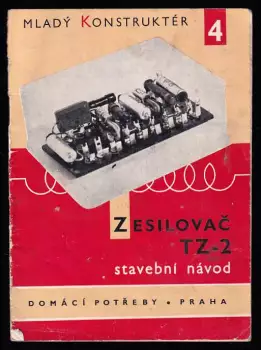 MLADÝ KONSTRUKTÉR 4
ZESILOVAČ
TZ-2
stavební návod
DOMÁCÍ POTŘEBY • PRAHA